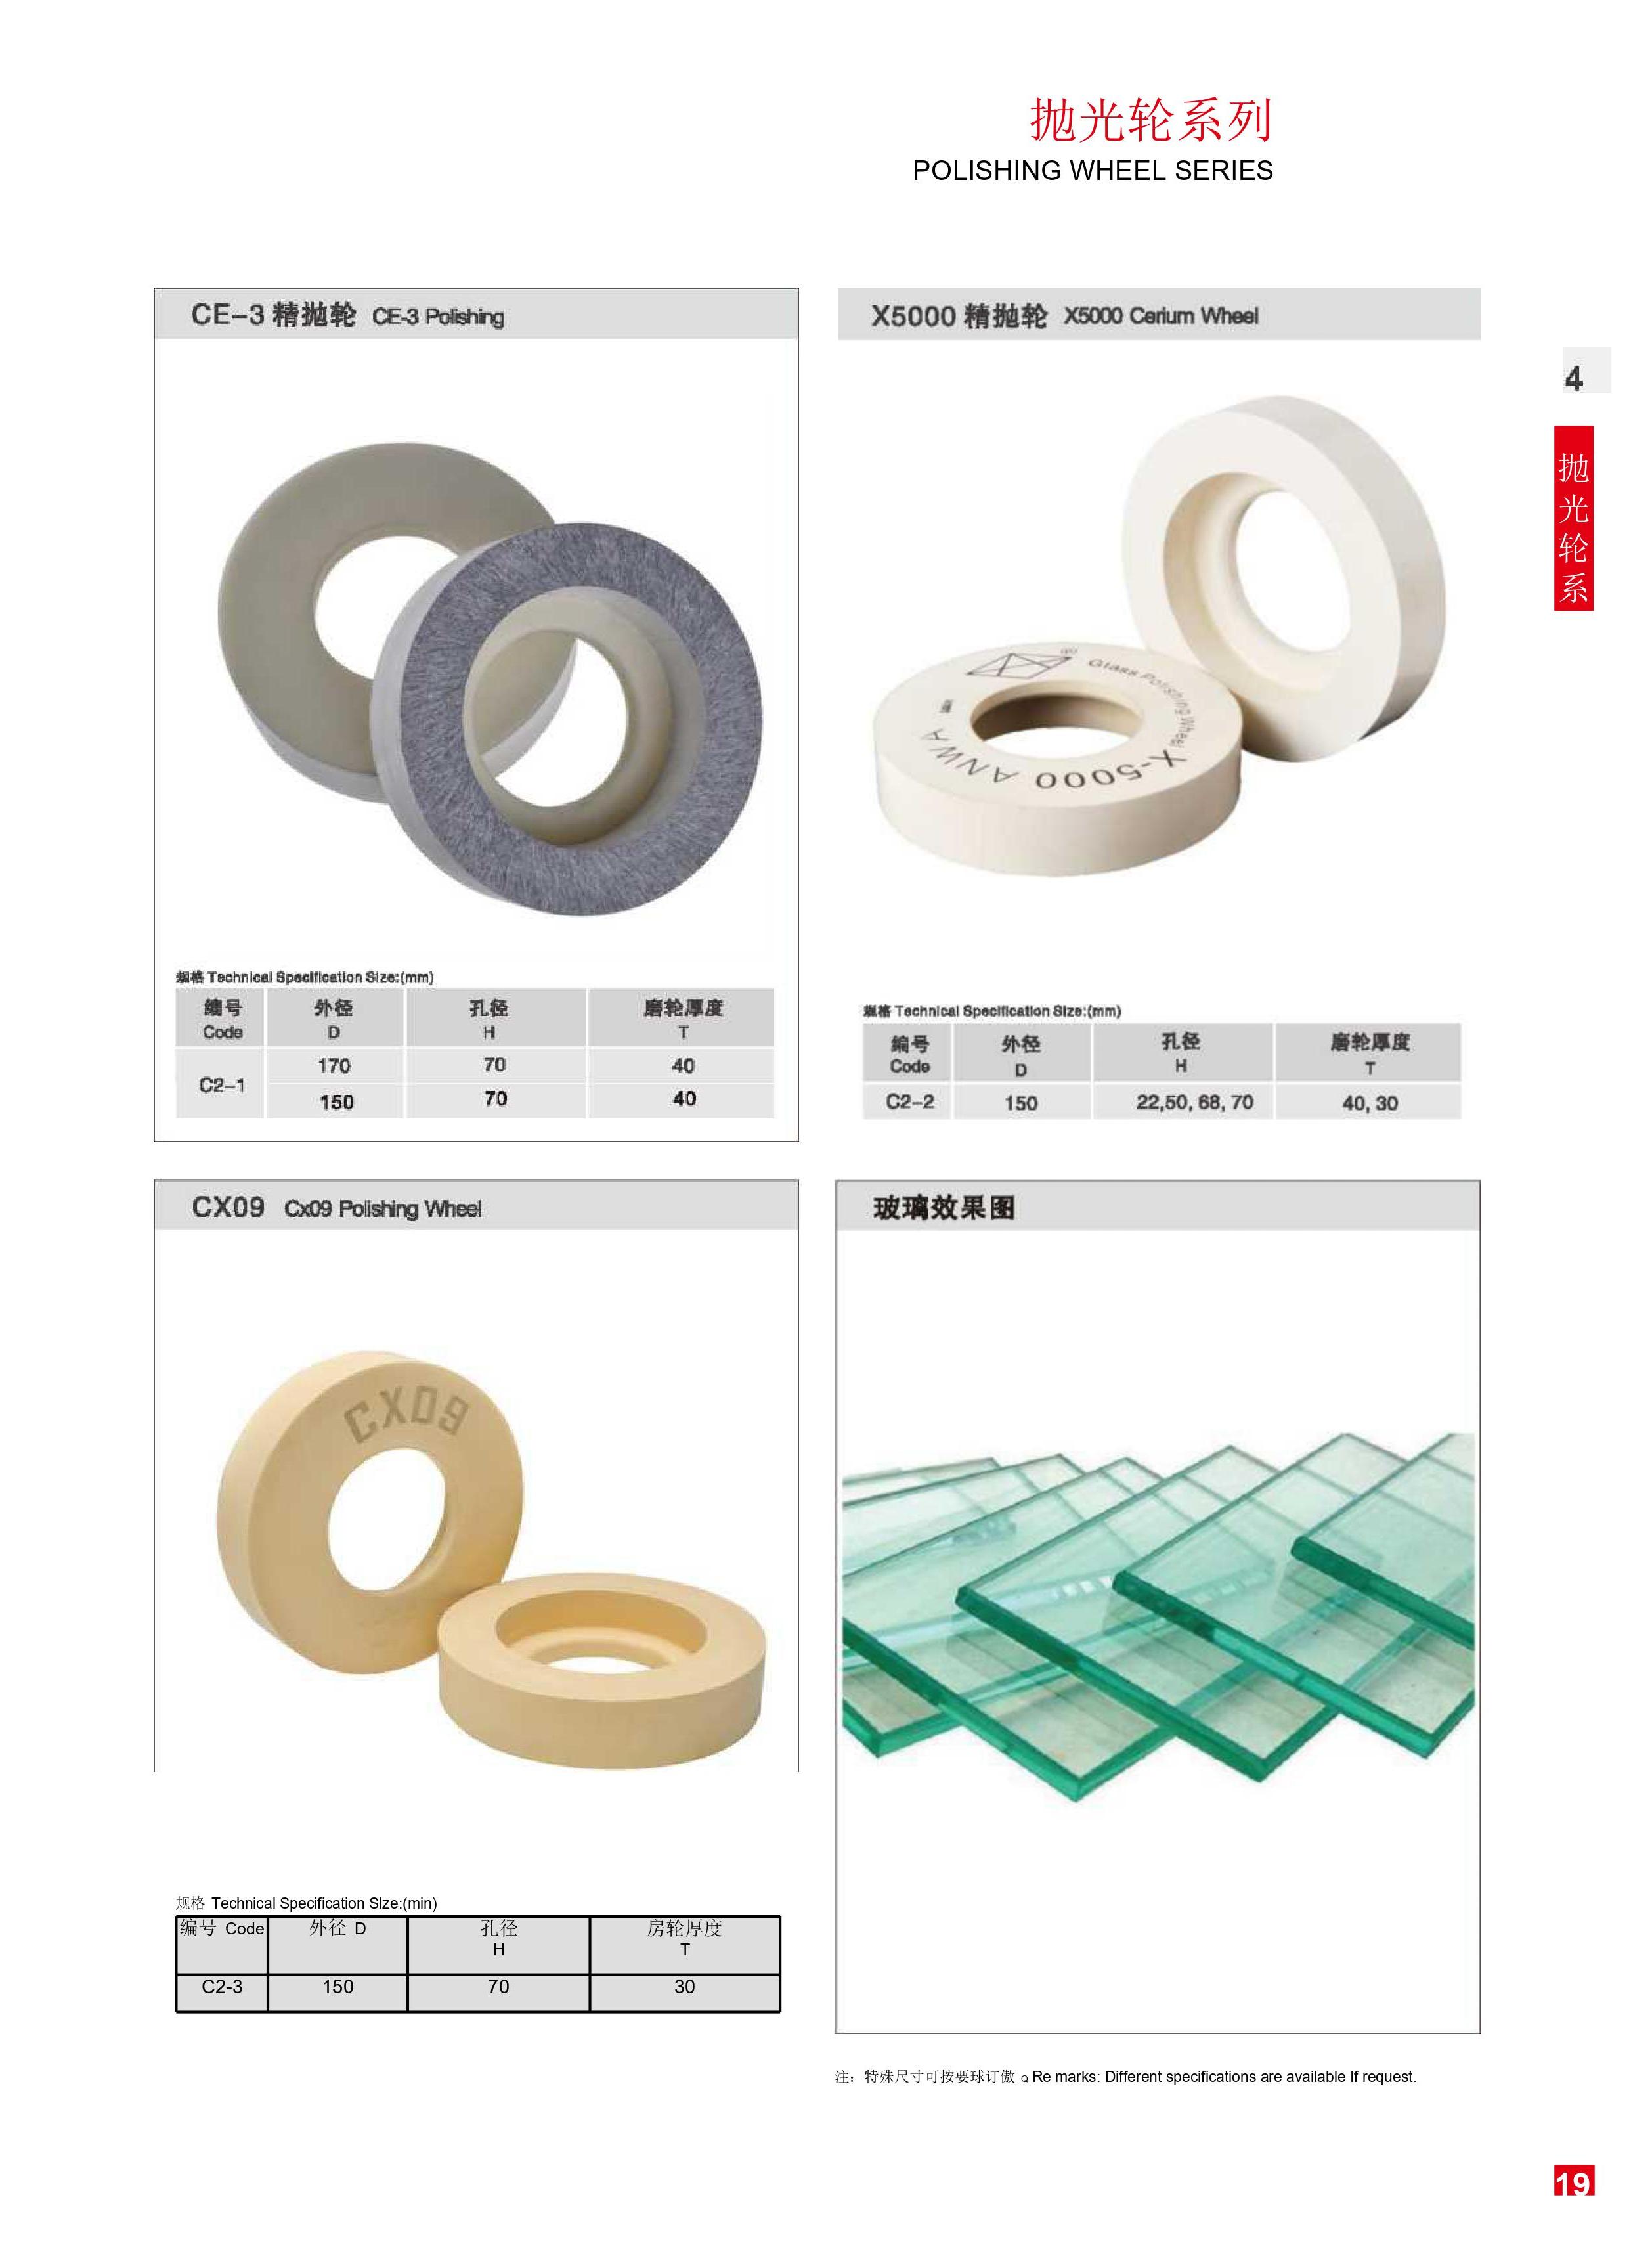 抛光轮系列
POLISHING WHEEL SERIES
CE-3 精抛轮 CE-3 Polishing
规格 Technical Specification Size:(mm)
编号 外径 孔径 磨轮厚度
Code D H T
C2-1 170 70 40
150 70 40
X5000 精抛轮 X5000 Cerium Wheel
® Glass Polishing Wheel
X-5000 ANWA
规格 Technical Specification Size:(mm)
编号 外径 孔径 磨轮厚度
Code D H T
C2-2 150 22,50, 68, 70 40, 30
4
抛
光
轮
系
CX09 Cx09 Polishing Wheel
CX09
规格 Technical Specification SIze:(min)
编号 Code 外径 D 孔径 房轮厚度
H T
C2-3 150 70 30
玻璃效果图
注：特殊尺寸可按要球订傲 。Re marks: Different specifications are available If request.
19